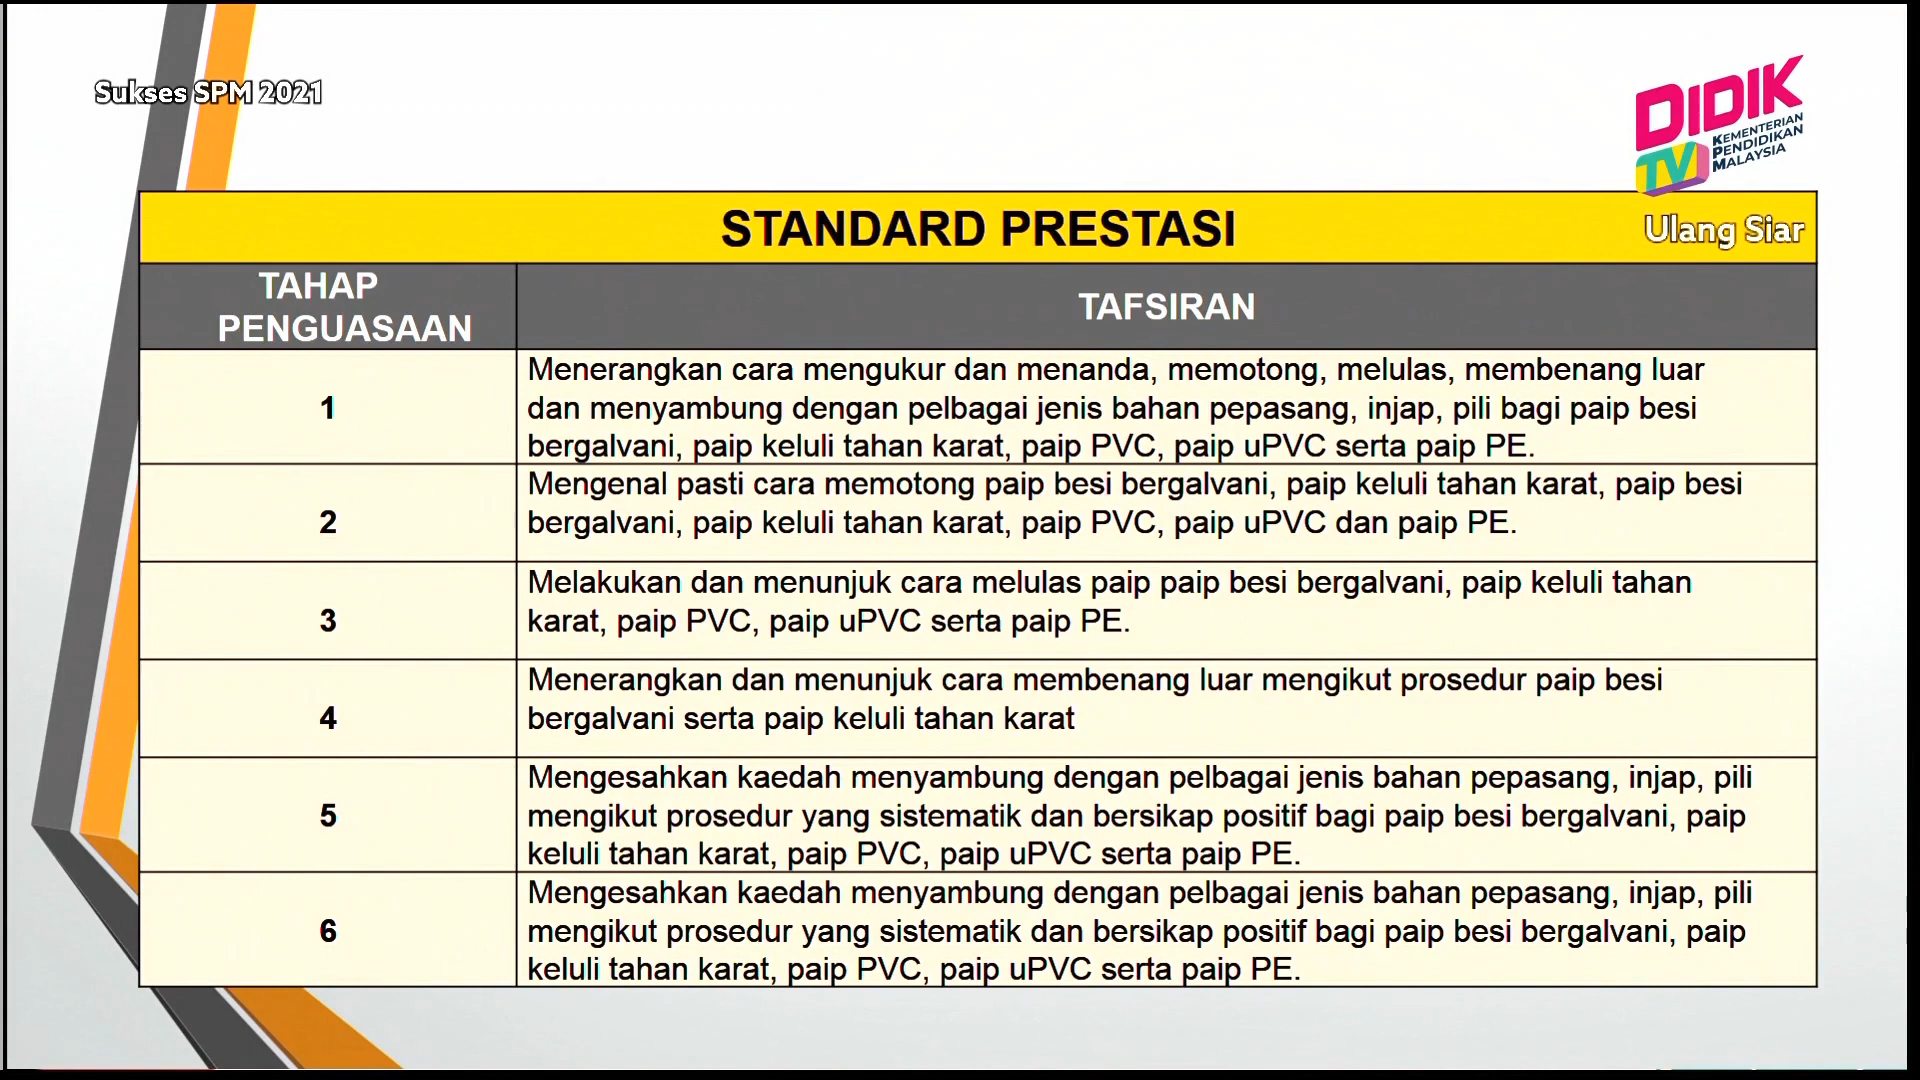 Sukses SPM 2021
DIDIK
TV
KEMENTERIAN
PENDIDIKAN
MALAYSIA
STANDARD PRESTASI
Ulang Siar
TAHAP
PENGUASAAN
TAFSIRAN
1
Menerangkan cara mengukur dan menanda, memotong, melulas, membenang luar
dan menyambung dengan pelbagai jenis bahan pepasang, injap, pili bagi paip besi
bergalvani, paip keluli tahan karat, paip PVC, paip uPVC serta paip PE.
2
Mengenal pasti cara memotong paip besi bergalvani, paip keluli tahan karat, paip besi
bergalvani, paip keluli tahan karat, paip PVC, paip uPVC dan paip PE.
3
Melakukan dan menunjuk cara melulas paip paip besi bergalvani, paip keluli tahan
karat, paip PVC, paip uPVC serta paip PE.
4
Menerangkan dan menunjuk cara membenang luar mengikut prosedur paip besi
bergalvani serta paip keluli tahan karat
5
Mengesahkan kaedah menyambung dengan pelbagai jenis bahan pepasang, injap, pili
mengikut prosedur yang sistematik dan bersikap positif bagi paip besi bergalvani, paip
keluli tahan karat, paip PVC, paip uPVC serta paip PE.
6
Mengesahkan kaedah menyambung dengan pelbagai jenis bahan pepasang, injap, pili
mengikut prosedur yang sistematik dan bersikap positif bagi paip besi bergalvani, paip
keluli tahan karat, paip PVC, paip uPVC serta paip PE.